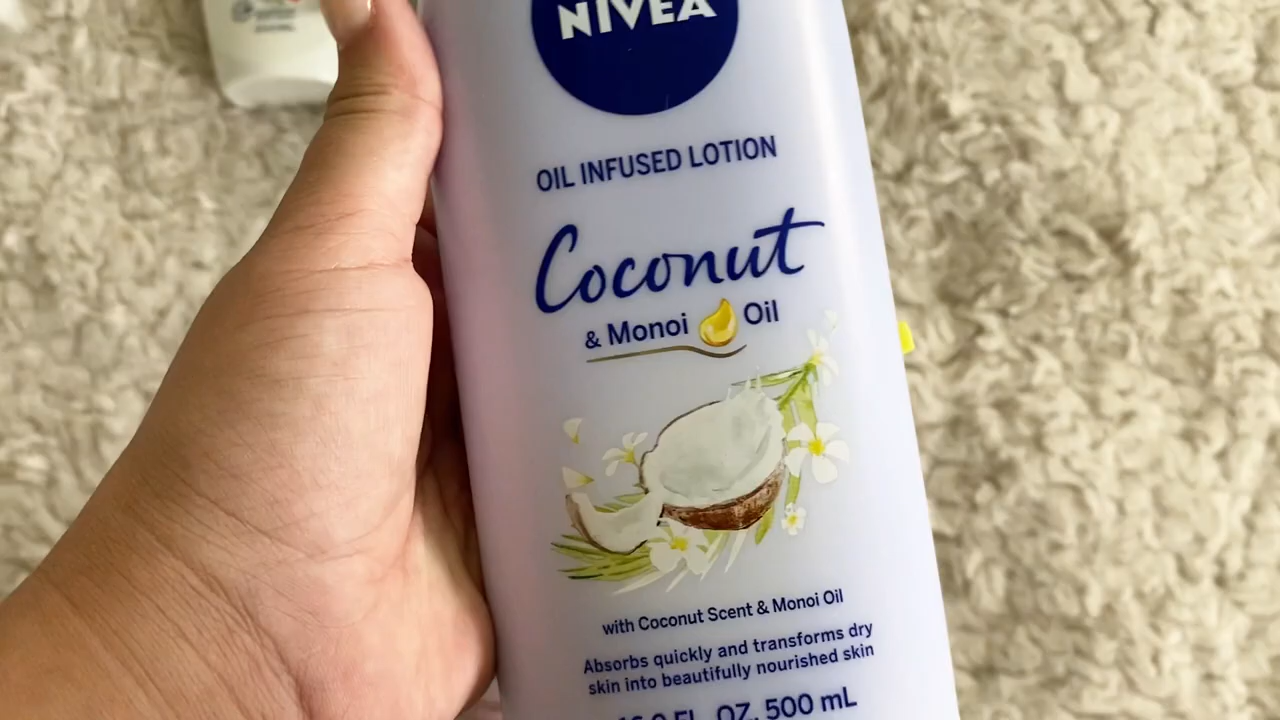 NIVEA
OIL INFUSED LOTION
Coconut
& Monoi Oil
with Coconut Scent & Monoi Oil
Absorbs quickly and transforms dry
skin into beautifully nourished skin
FL. OZ. 500 mL